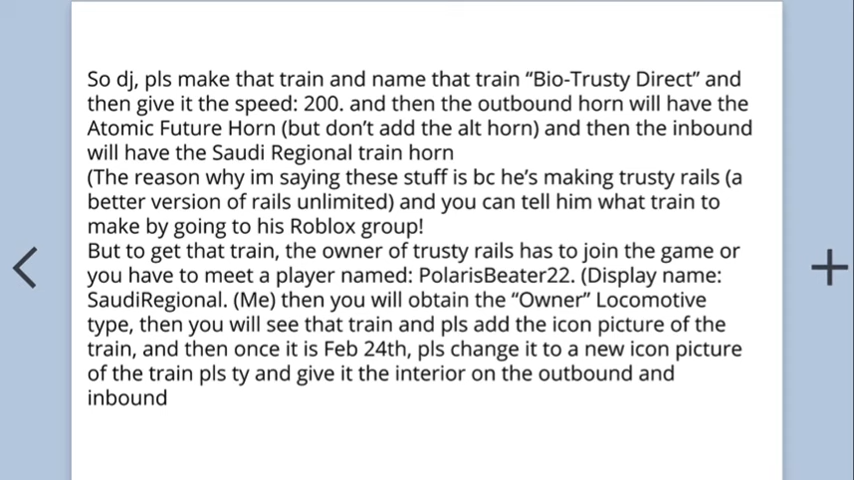 So dj, pls make that train and name that train “Bio-Trusty Direct” and
then give it the speed: 200. and then the outbound horn will have the
Atomic Future Horn (but don’t add the alt horn) and then the inbound
will have the Saudi Regional train horn
(The reason why im saying these stuff is bc he’s making trusty rails (a
better version of rails unlimited) and you can tell him what train to
make by going to his Roblox group!
But to get that train, the owner of trusty rails has to join the game or
you have to meet a player named: PolarisBeater22. (Display name:
SaudiRegional. (Me) then you will obtain the “Owner” Locomotive
type, then you will see that train and pls add the icon picture of the
train, and then once it is Feb 24th, pls change it to a new icon picture
of the train pls ty and give it the interior on the outbound and
inbound